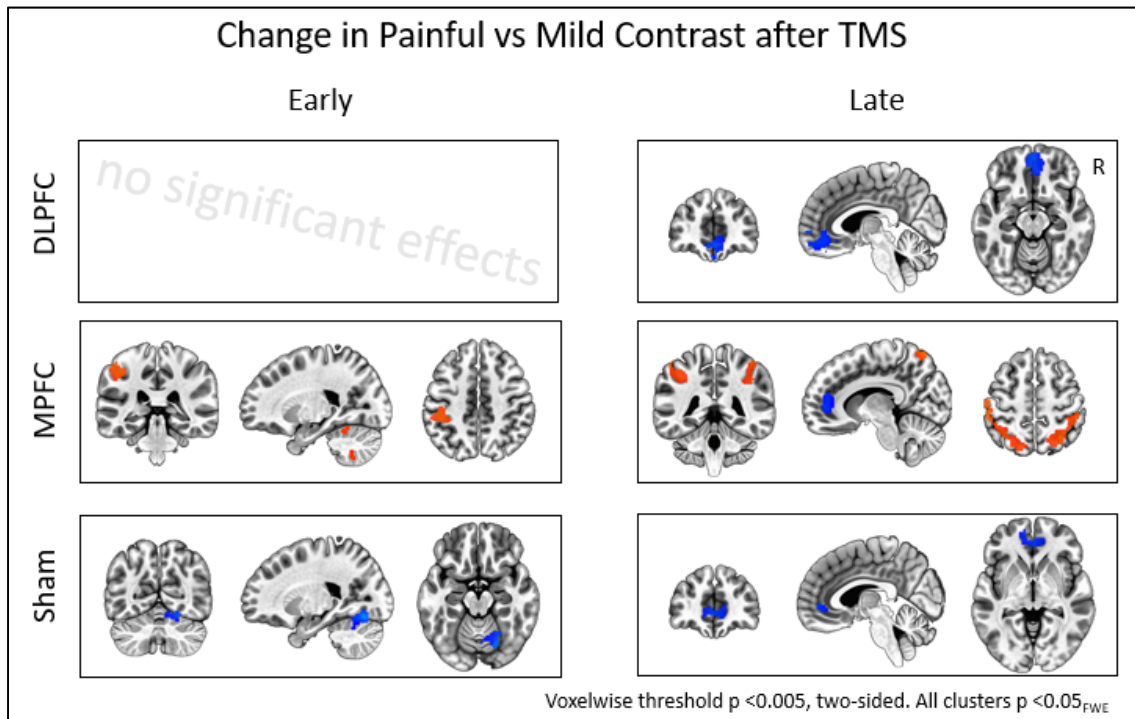 Change in Painful vs Mild Contrast after TMS
Early
Late
DLPFC
no significant effects
R
MPFC
Sham
Voxelwise threshold p <0.005, two-sided. All clusters p <0.05FWE